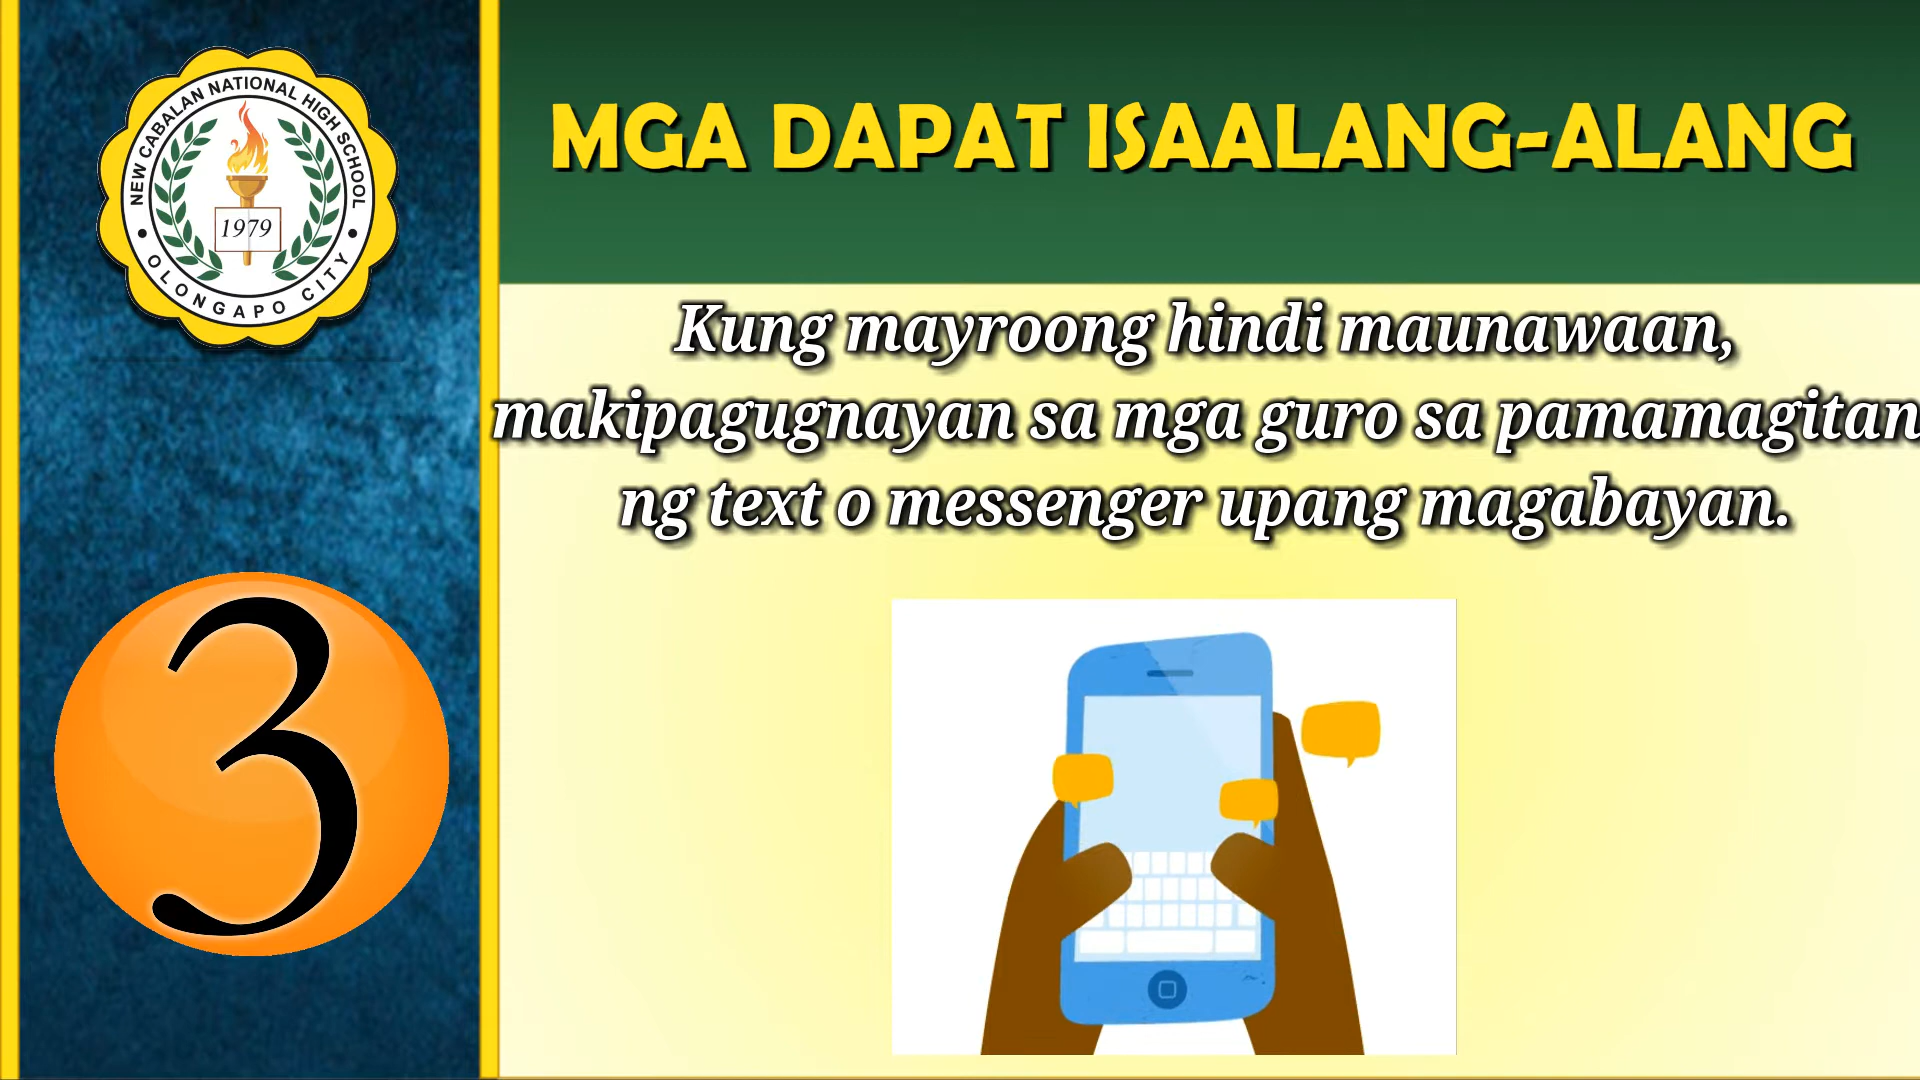 NEW CABALAN NATIONAL HIGH SCHOOL
1979
OLONGAPO CITY
MGA DAPAT ISAALANG-ALANG
Kung mayroong hindi maunawaan,
makipagugnayan sa mga guro sa pamamagitan
ng text o messenger upang magabayan.
3